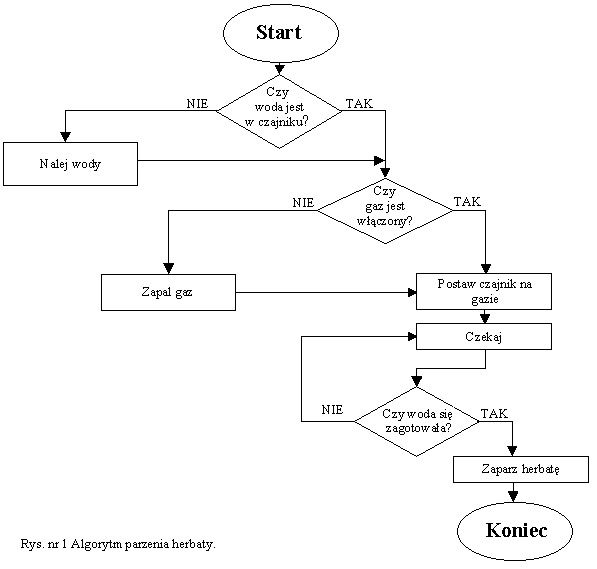 Start
Czy
woda jest
w czajniku?
NIE
TAK
Nalej wody
Czy
gaz jest
włączony?
NIE
TAK
Zapal gaz
Postaw czajnik na
gazie
Czekaj
Czy woda się
zagotowała?
NIE
TAK
Zaparz herbatę
Koniec
Rys. nr 1 Algorytm parzenia herbaty.